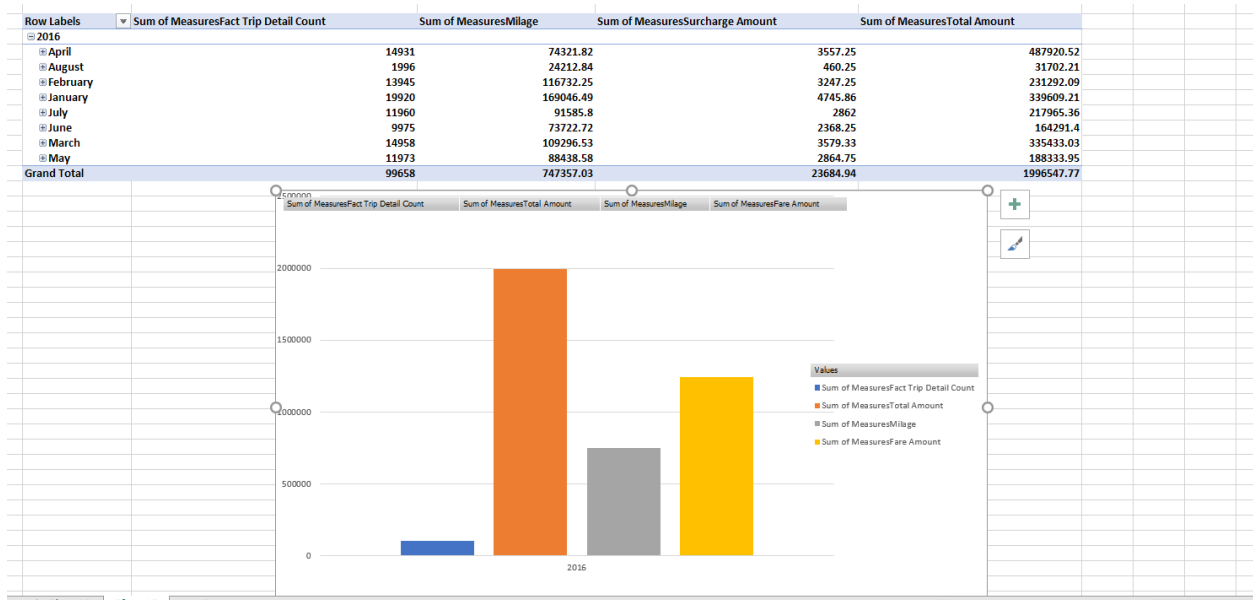 Row Labels Sum of MeasuresFact Trip Detail Count Sum of MeasuresMilage Sum of MeasuresSurcharge Amount Sum of MeasuresTotal Amount
2016
April 14931 74321.82 3557.25 487920.52
August 1996 24212.84 460.25 31702.21
February 13945 116732.25 3247.25 231292.09
January 19920 169046.49 4745.86 339609.21
July 11960 91585.8 2862 217965.36
June 9975 73722.72 2368.25 164291.4
March 14958 109296.53 3579.33 335433.03
May 11973 88438.58 2864.75 188333.95
Grand Total 99658 747357.03 23684.94 1996547.77
2500000
Sum of MeasuresFact Trip Detail Count Sum of MeasuresTotal Amount Sum of MeasuresMilage Sum of MeasuresFare Amount
2000000
1500000
1000000
500000
0
2016
Values
Sum of MeasuresFact Trip Detail Count
Sum of MeasuresTotal Amount
Sum of MeasuresMilage
Sum of MeasuresFare Amount